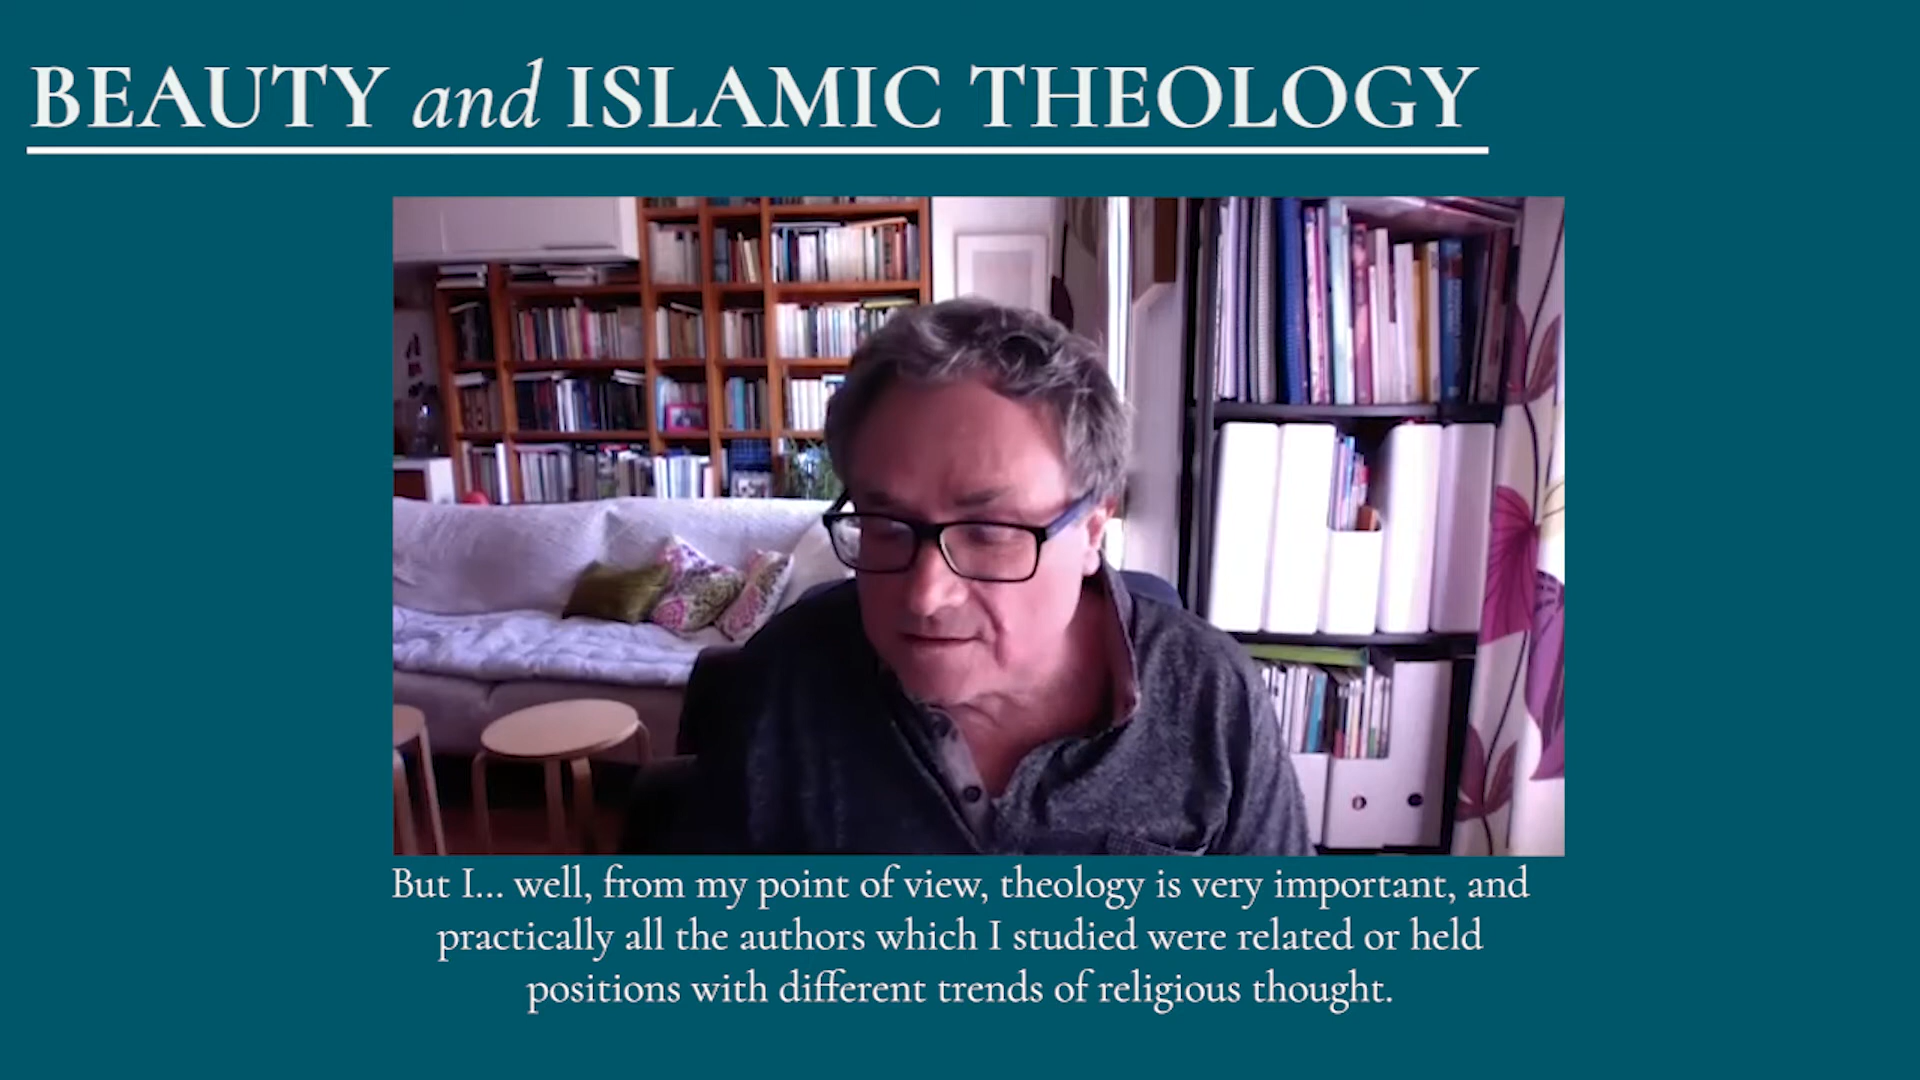 BEAUTY and ISLAMIC THEOLOGY
But I... well, from my point of view, theology is very important, and
practically all the authors which I studied were related or held
positions with different trends of religious thought.